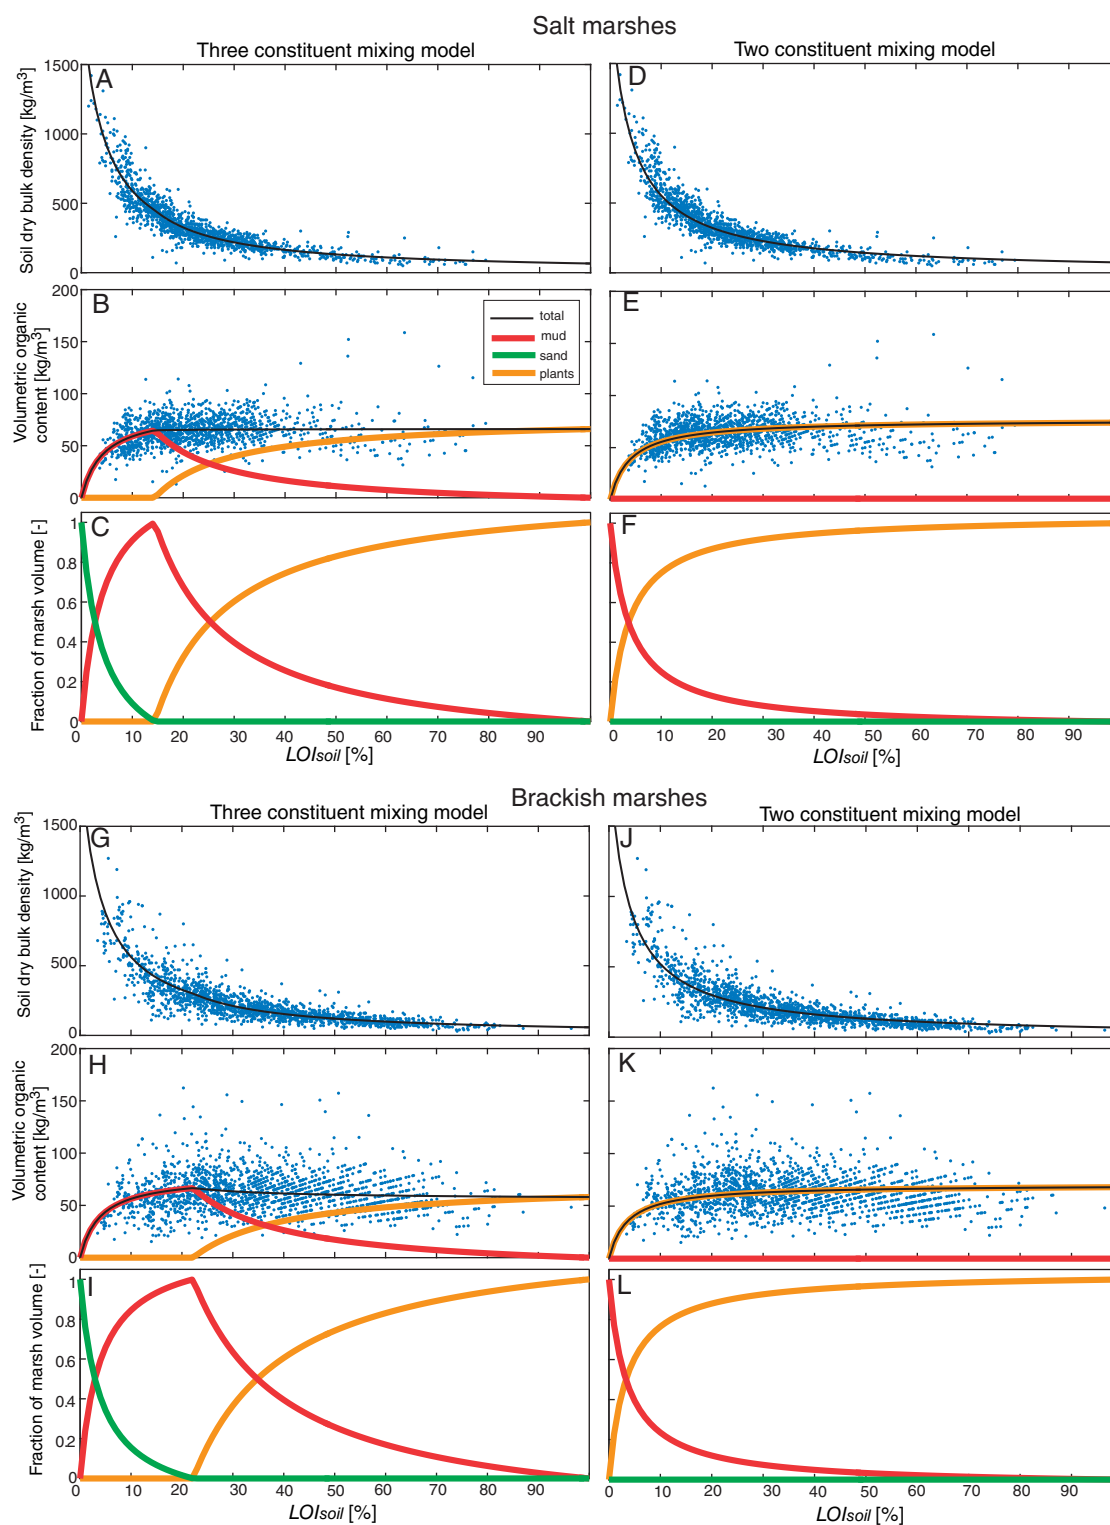 Salt marshes
Three constituent mixing model
Two constituent mixing model
A
D
Soil dry bulk density [kg/m³]
1500
1000
500
0
B
E
Volumetric organic
content [kg/m³]
200
150
100
50
0
total
mud
sand
plants
C
F
Fraction of marsh volume [-]
1
0.8
0.6
0.4
0.2
0
0 10 20 30 40 50 60 70 80 90
0 10 20 30 40 50 60 70 80 90
LOIsoil [%]
LOIsoil [%]
Brackish marshes
Three constituent mixing model
Two constituent mixing model
G
J
Soil dry bulk density [kg/m³]
1500
1000
500
0
H
K
Volumetric organic
content [kg/m³]
200
150
100
50
0
I
L
Fraction of marsh volume [-]
1
0.8
0.6
0.4
0.2
0
0 10 20 30 40 50 60 70 80 90
0 10 20 30 40 50 60 70 80 90
LOIsoil [%]
LOIsoil [%]